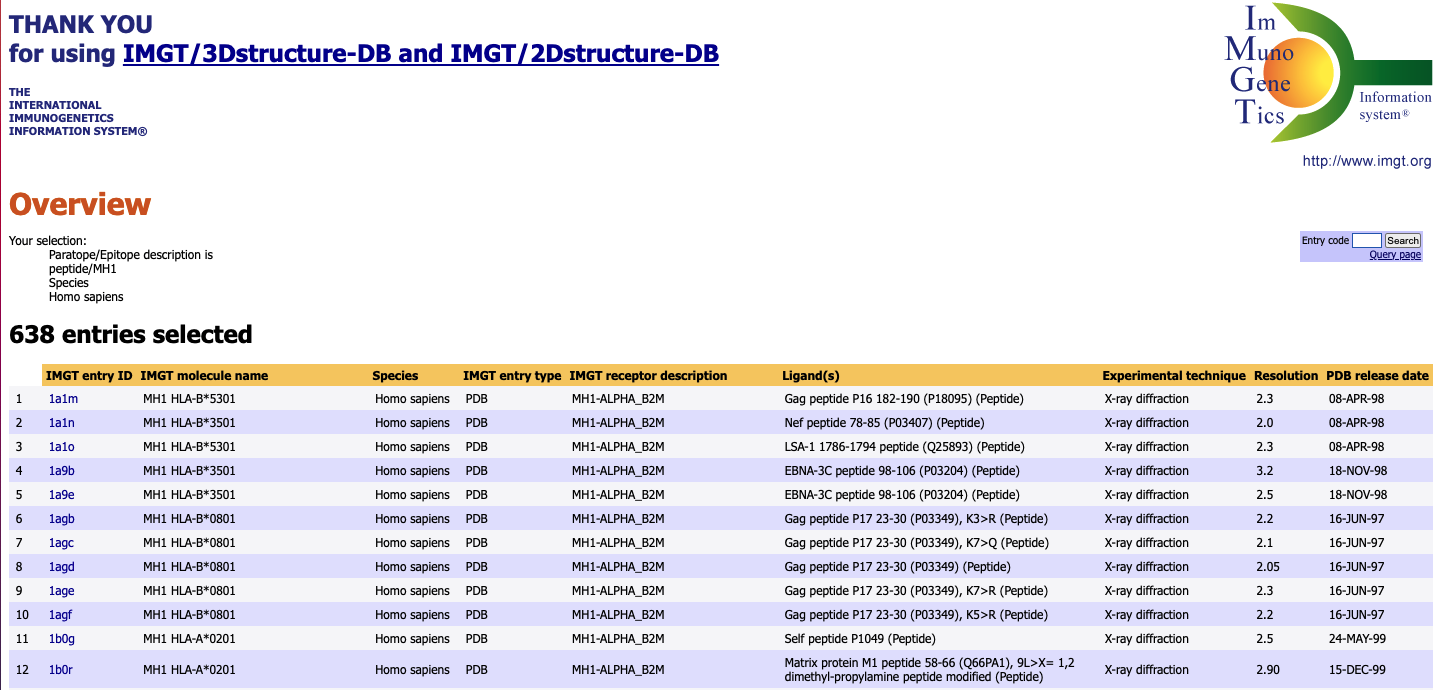 THANK YOU
for using IMGT/3Dstructure-DB and IMGT/2Dstructure-DB
THE
INTERNATIONAL
IMMUNOGENETICS
INFORMATION SYSTEM®
Im
Muno
Gene
Tics
Information
system®
http://www.imgt.org
Overview
Your selection:
Paratope/Epitope description is
peptide/MH1
Species
Homo sapiens
Entry code Search
Query page
638 entries selected
IMGT entry ID IMGT molecule name Species IMGT entry type IMGT receptor description Ligand(s) Experimental technique Resolution PDB release date
1 1a1m MH1 HLA-B*5301 Homo sapiens PDB MH1-ALPHA_B2M Gag peptide P16 182-190 (P18095) (Peptide) X-ray diffraction 2.3 08-APR-98
2 1a1n MH1 HLA-B*3501 Homo sapiens PDB MH1-ALPHA_B2M Nef peptide 78-85 (P03407) (Peptide) X-ray diffraction 2.0 08-APR-98
3 1a1o MH1 HLA-B*5301 Homo sapiens PDB MH1-ALPHA_B2M LSA-1 1786-1794 peptide (Q25893) (Peptide) X-ray diffraction 2.3 08-APR-98
4 1a9b MH1 HLA-B*3501 Homo sapiens PDB MH1-ALPHA_B2M EBNA-3C peptide 98-106 (P03204) (Peptide) X-ray diffraction 3.2 18-NOV-98
5 1a9e MH1 HLA-B*3501 Homo sapiens PDB MH1-ALPHA_B2M EBNA-3C peptide 98-106 (P03204) (Peptide) X-ray diffraction 2.5 18-NOV-98
6 1agb MH1 HLA-B*0801 Homo sapiens PDB MH1-ALPHA_B2M Gag peptide P17 23-30 (P03349), K3>R (Peptide) X-ray diffraction 2.2 16-JUN-97
7 1agc MH1 HLA-B*0801 Homo sapiens PDB MH1-ALPHA_B2M Gag peptide P17 23-30 (P03349), K7>Q (Peptide) X-ray diffraction 2.1 16-JUN-97
8 1agd MH1 HLA-B*0801 Homo sapiens PDB MH1-ALPHA_B2M Gag peptide P17 23-30 (P03349) (Peptide) X-ray diffraction 2.05 16-JUN-97
9 1age MH1 HLA-B*0801 Homo sapiens PDB MH1-ALPHA_B2M Gag peptide P17 23-30 (P03349), K7>R (Peptide) X-ray diffraction 2.3 16-JUN-97
10 1agf MH1 HLA-B*0801 Homo sapiens PDB MH1-ALPHA_B2M Gag peptide P17 23-30 (P03349), K5>R (Peptide) X-ray diffraction 2.2 16-JUN-97
11 1b0g MH1 HLA-A*0201 Homo sapiens PDB MH1-ALPHA_B2M Self peptide P1049 (Peptide) X-ray diffraction 2.5 24-MAY-99
12 1b0r MH1 HLA-A*0201 Homo sapiens PDB MH1-ALPHA_B2M Matrix protein M1 peptide 58-66 (Q66PA1), 9L>X= 1,2 X-ray diffraction 2.90 15-DEC-99
dimethyl-propylamine peptide modified (Peptide)